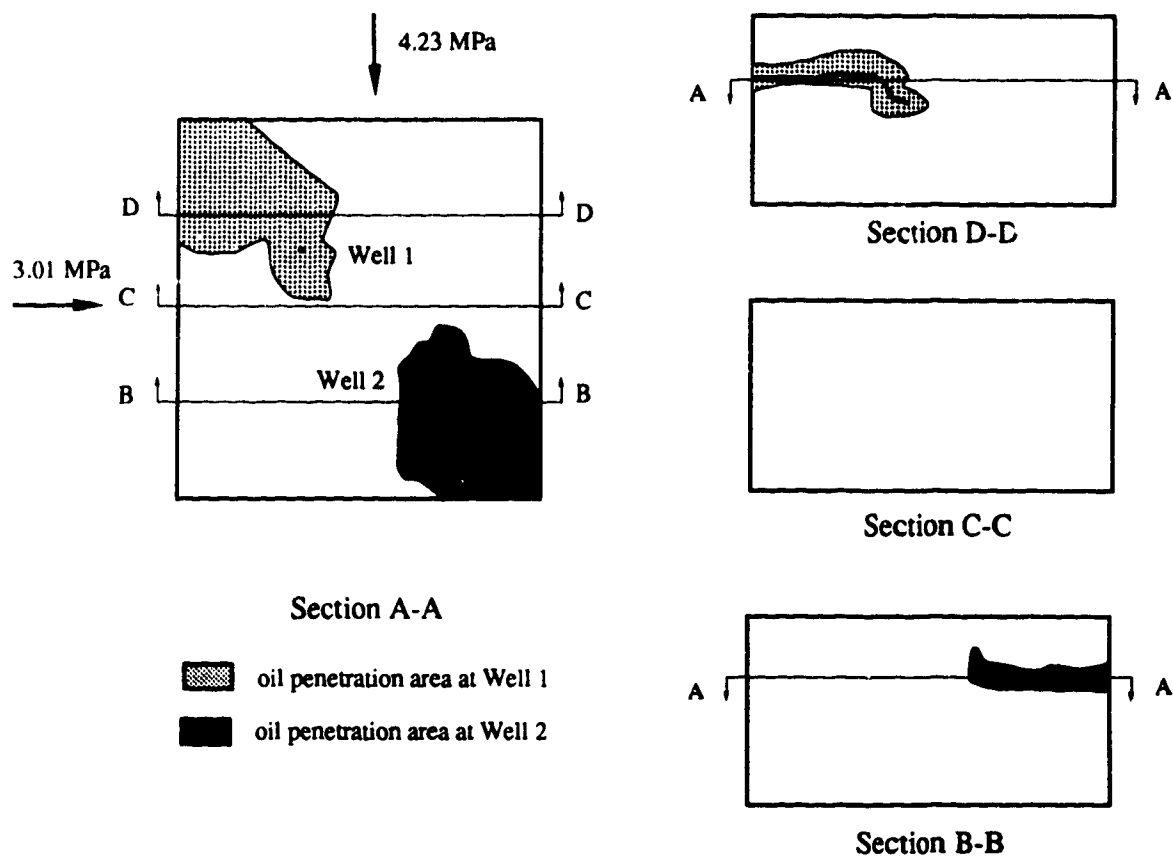 4.23 MPa
D D
Well 1
3.01 MPa
C C
Well 2
B B
Section A-A
oil penetration area at Well 1
oil penetration area at Well 2
A A
Section D-D
Section C-C
A A
Section B-B